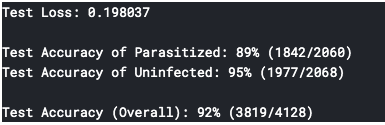 Test Loss: 0.198037
Test Accuracy of Parasitized: 89% (1842/2060)
Test Accuracy of Uninfected: 95% (1977/2068)
Test Accuracy (Overall): 92% (3819/4128)